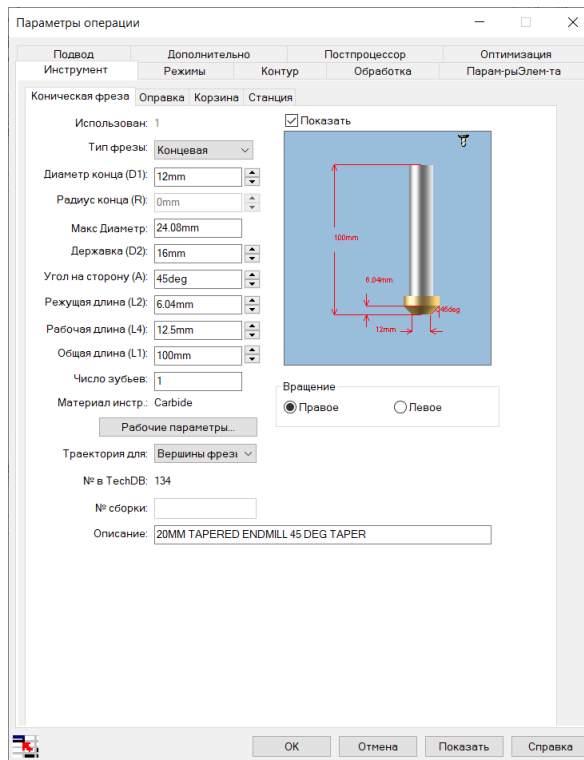 Параметры операции
Подвод Дополнительно Постпроцессор Оптимизация
Инструмент Режимы Контур Обработка Парам-рыЭлем-та
Коническая фреза Оправка Корзина Станция
Использован: 1
Показать
Тип фрезы: Концевая
Диаметр конца (D1): 12mm
Радиус конца (R): 0mm
Макс Диаметр: 24.08mm
Державка (D2): 16mm
Угол на сторону (A): 45deg
Режущая длина (L2): 6.04mm
Рабочая длина (L4): 12.5mm
Общая длина (L1): 100mm
Число зубьев: 1
Материал инстр.: Carbide
100mm
6.04mm
45deg
12mm
Вращение
Правое Левое
Рабочие параметры...
Траектория для: Вершины фрезы
№ в TechDB: 134
№ сборки:
Описание: 20MM TAPERED ENDMILL 45 DEG TAPER
OK Отмена Показать Справка